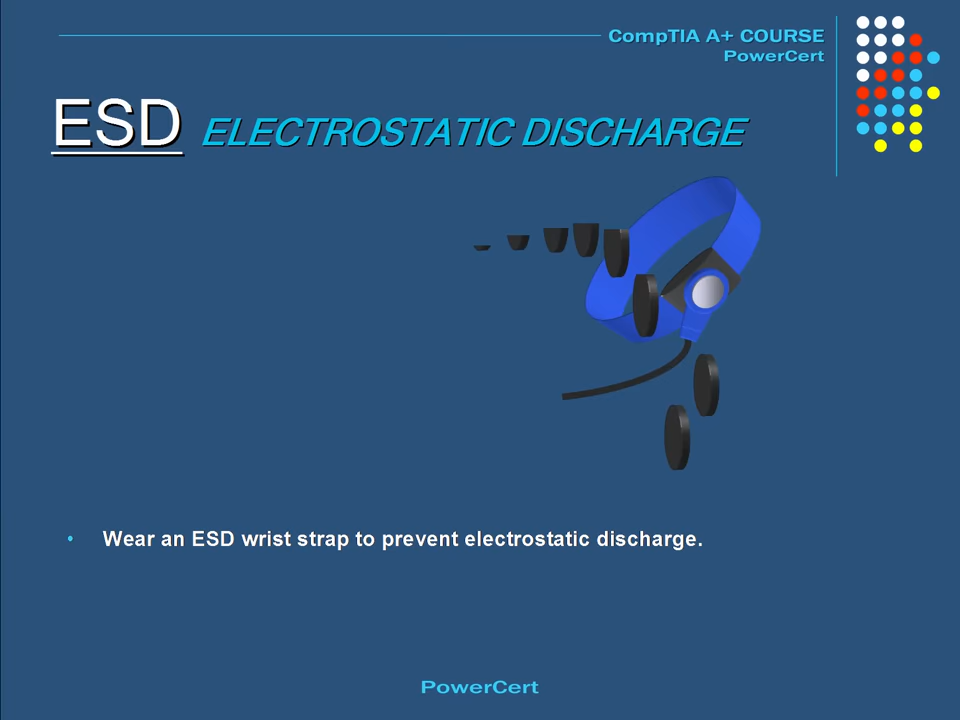 CompTIA A+ COURSE
PowerCert
ESD ELECTROSTATIC DISCHARGE
• Wear an ESD wrist strap to prevent electrostatic discharge.
PowerCert